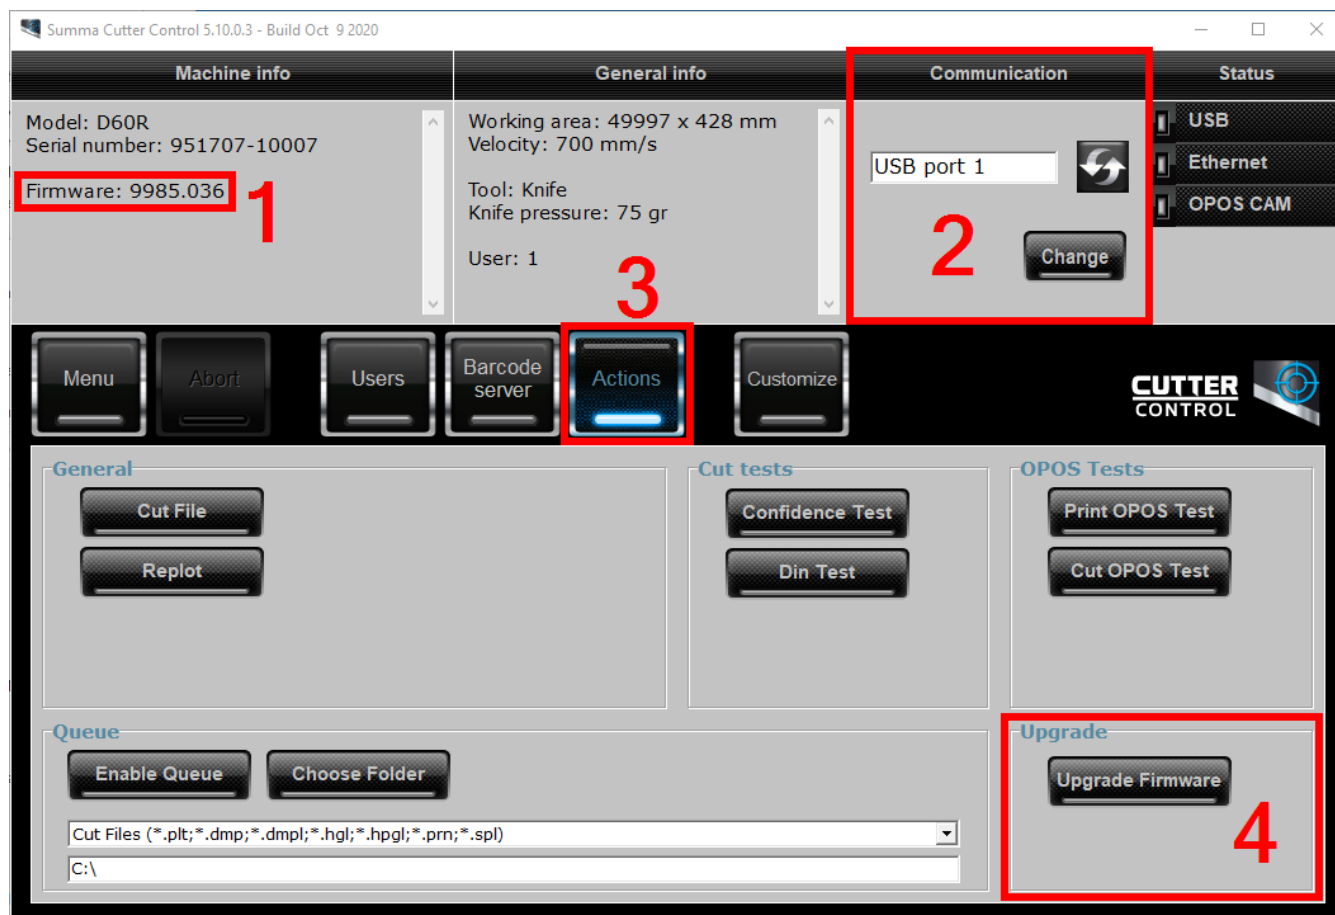 Summa Cutter Control 5.10.0.3 - Build Oct 9 2020
Machine info
General info
Communication
Status
Model: D60R
Serial number: 951707-10007
Firmware: 9985.036
1
Working area: 49997 x 428 mm
Velocity: 700 mm/s
Tool: Knife
Knife pressure: 75 gr
User: 1
3
USB port 1
2
Change
USB
Ethernet
OPOS CAM
Menu
Abort
Users
Barcode
server
Actions
Customize
CUTTER
CONTROL
General
Cut File
Replot
Cut tests
Confidence Test
Din Test
OPOS Tests
Print OPOS Test
Cut OPOS Test
Queue
Enable Queue
Choose Folder
Cut Files (*.plt;*.dmp;*.dmpl;*.hgl;*.hpgl;*.prn;*.spl)
C:\
Upgrade
Upgrade Firmware
4